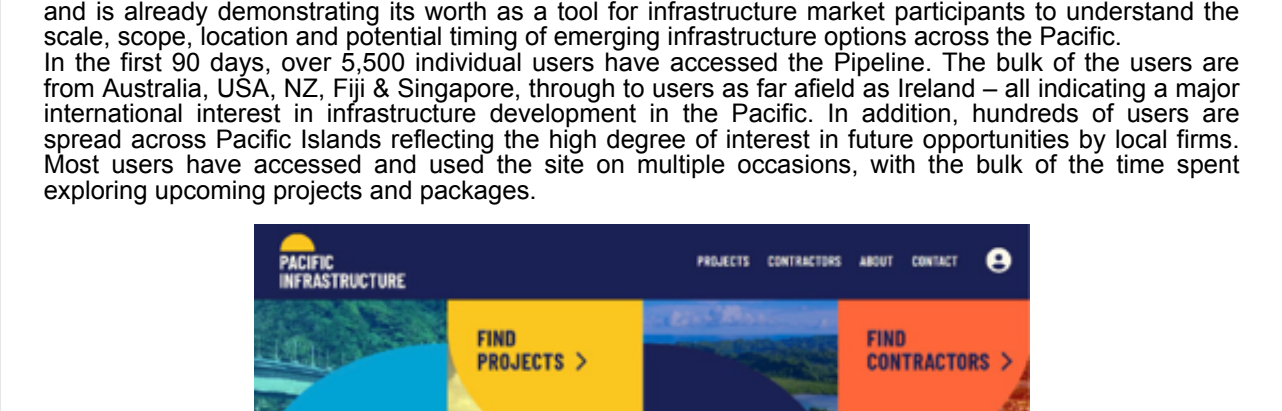 and is already demonstrating its worth as a tool for infrastructure market participants to understand the
scale, scope, location and potential timing of emerging infrastructure options across the Pacific.
In the first 90 days, over 5,500 individual users have accessed the Pipeline. The bulk of the users are
from Australia, USA, NZ, Fiji & Singapore, through to users as far afield as Ireland – all indicating a major
international interest in infrastructure development in the Pacific. In addition, hundreds of users are
spread across Pacific Islands reflecting the high degree of interest in future opportunities by local firms.
Most users have accessed and used the site on multiple occasions, with the bulk of the time spent
exploring upcoming projects and packages.
PACIFIC
INFRASTRUCTURE
PROJECTS CONTRACTORS ABOUT CONTACT
FIND
PROJECTS >
FIND
CONTRACTORS >